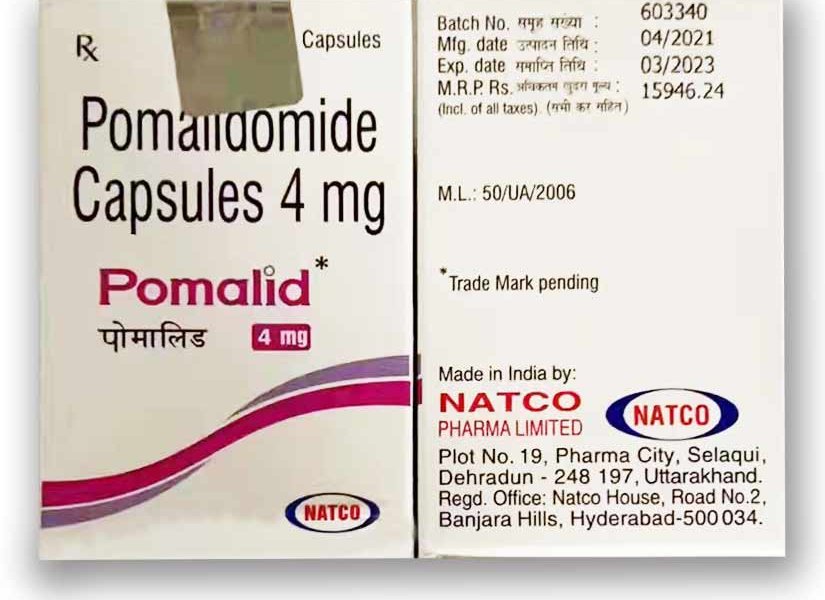 Rx
Capsules
Pomalidomide
Capsules 4 mg
Pomalid*
पोमालिड
4 mg
NATCO
Batch No. समूह संख्या : 603340
Mfg. date उत्पादन तिथि : 04/2021
Exp. date समाप्ति तिथि : 03/2023
M.R.P. Rs. अधिकतम खुदरा मूल्य : 15946.24
(Incl. of all taxes). (सभी कर सहित)
M.L.: 50/UA/2006
*Trade Mark pending
Made in India by:
NATCO
PHARMA LIMITED
NATCO
Plot No. 19, Pharma City, Selaqui,
Dehradun - 248 197, Uttarakhand.
Regd. Office: Natco House, Road No.2,
Banjara Hills, Hyderabad-500 034.